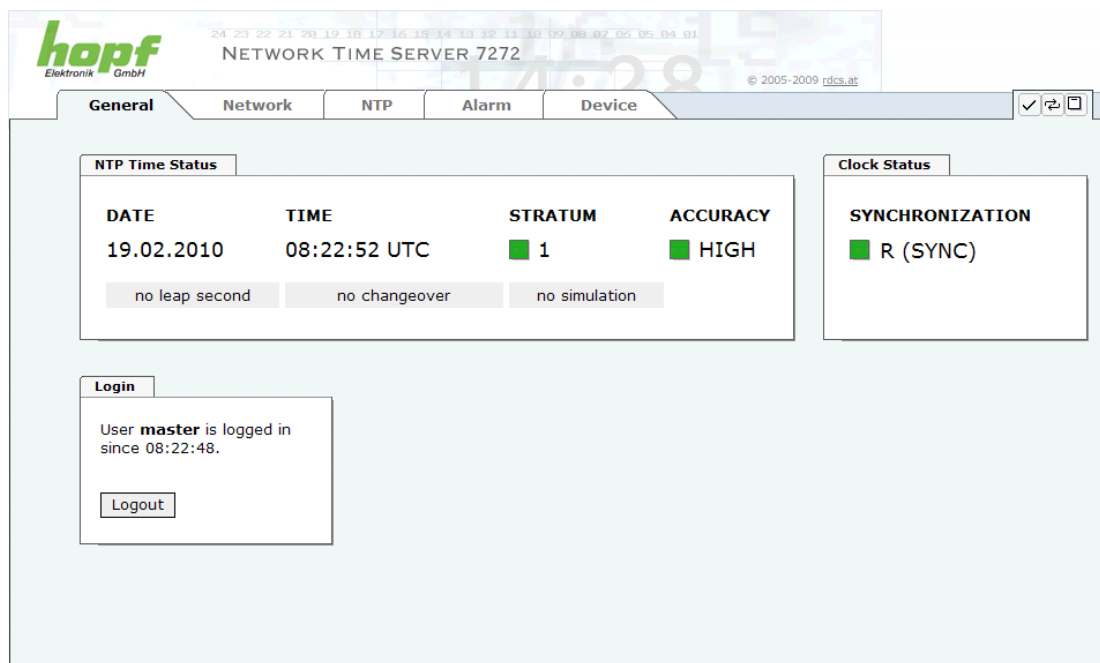 hopf
Elektronik GmbH
24 23 22 21 20 19 18 17 16 15 14 13 12 11 10 09 08 07 06 05 04 01
NETWORK TIME SERVER 7272
14:28
© 2005-2009 rdcs.at
General Network NTP Alarm Device
NTP Time Status
DATE TIME STRATUM ACCURACY
19.02.2010 08:22:52 UTC 1 HIGH
no leap second no changeover no simulation
Clock Status
SYNCHRONIZATION
R (SYNC)
Login
User master is logged in
since 08:22:48.
Logout